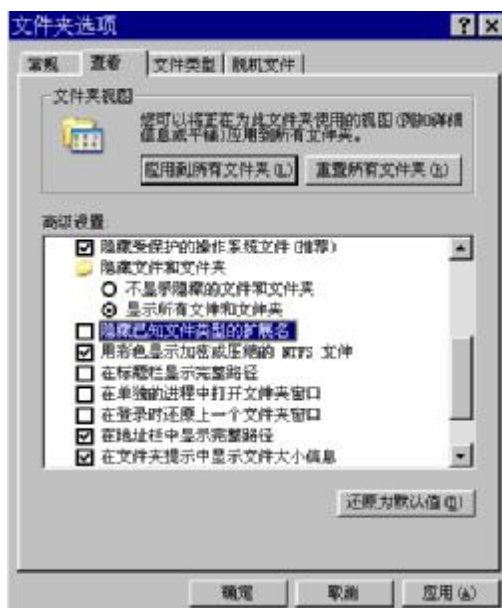 文件夹选项
常规 查看 文件类型 脱机文件
文件夹视图
您可以将正在为此文件夹使用的视图(例如详细
信息或平铺)应用到所有文件夹。
应用到所有文件夹(L) 重置所有文件夹(R)
高级设置:
隐藏受保护的操作系统文件(推荐)
隐藏文件和文件夹
不显示隐藏的文件和文件夹
显示所有文件和文件夹
隐藏已知文件类型的扩展名
用彩色显示加密或压缩的 NTFS 文件
在标题栏显示完整路径
在单独的进程中打开文件夹窗口
在登录时还原上一个文件夹窗口
在地址栏中显示完整路径
在文件夹提示中显示文件大小信息
还原为默认值(D)
确定 取消 应用(A)